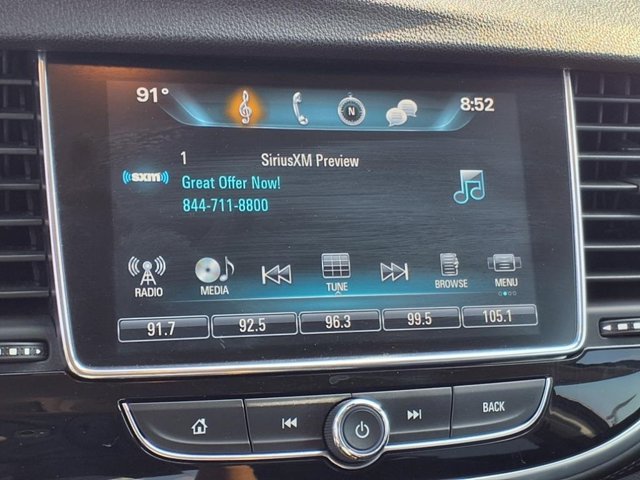 91° N 8:52
1 SiriusXM Preview
((sxm))
Great Offer Now!
844-711-8800
RADIO MEDIA TUNE BROWSE MENU
91.7 92.5 96.3 99.5 105.1
BACK